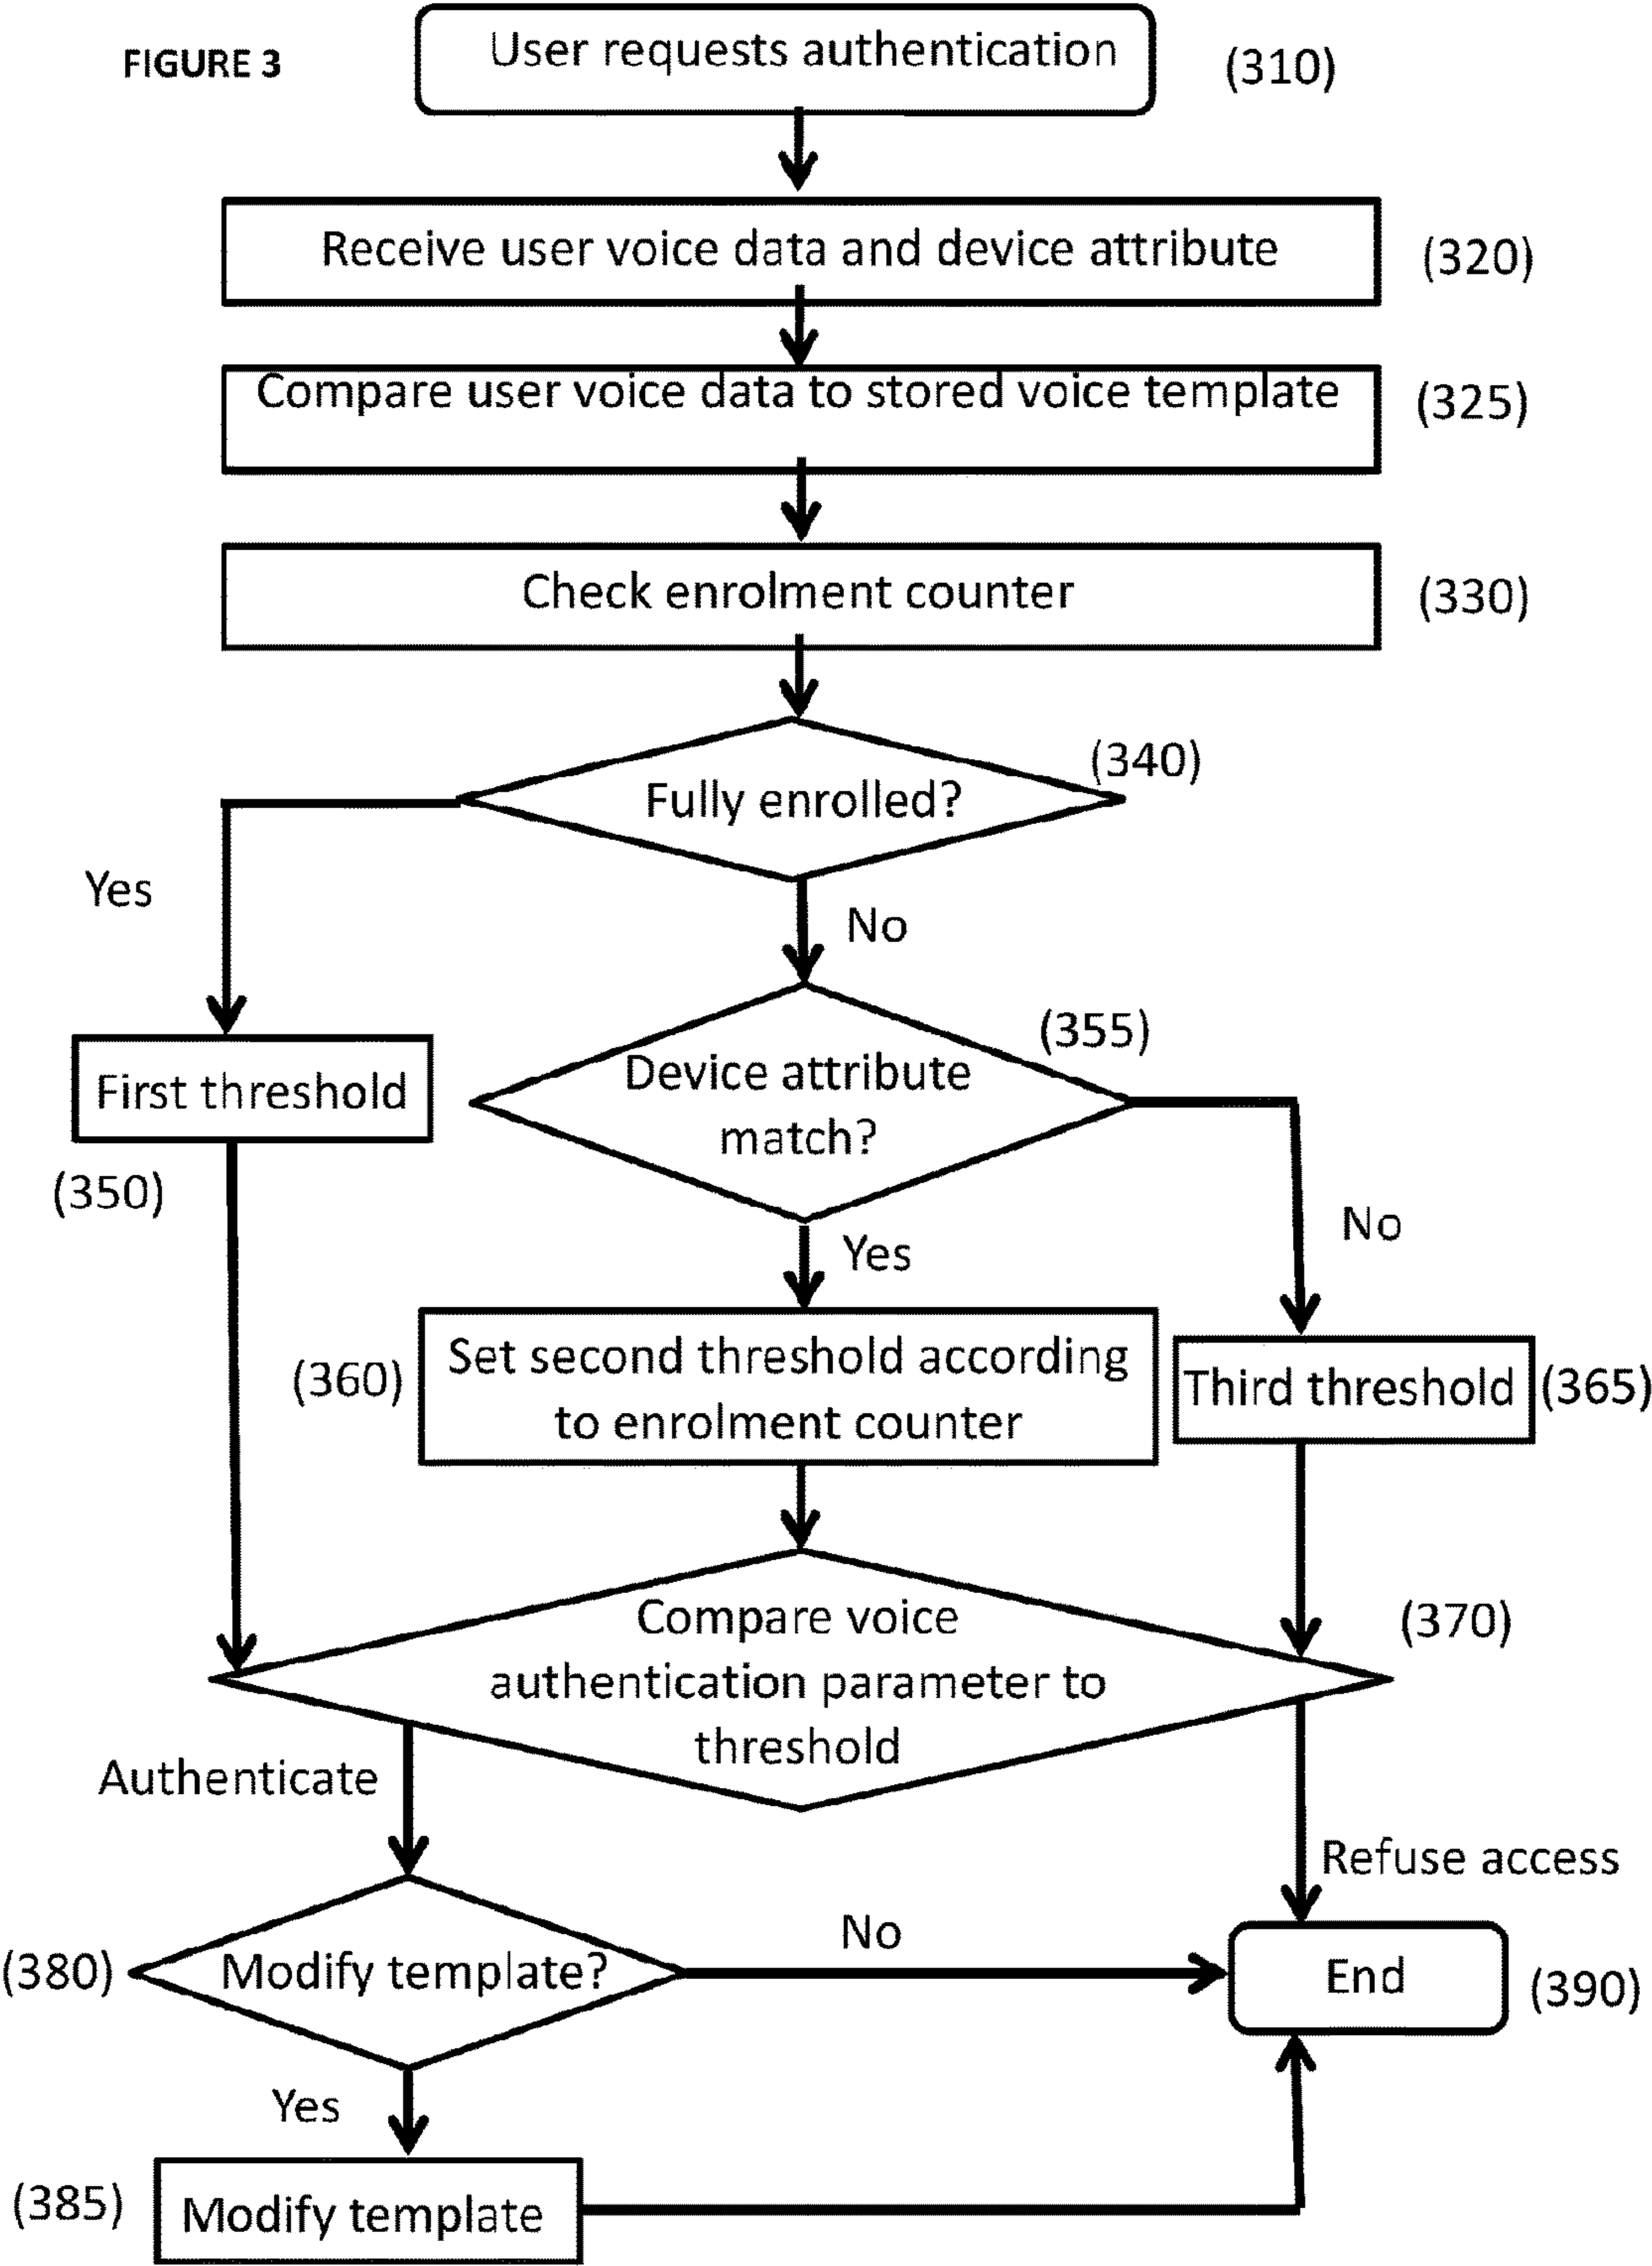 FIGURE 3
User requests authentication
(310)
Receive user voice data and device attribute
(320)
Compare user voice data to stored voice template
(325)
Check enrolment counter
(330)
(340)
Fully enrolled?
Yes
No
(355)
Device attribute
match?
First threshold
(350)
Yes
No
(360)
Set second threshold according
to enrolment counter
Third threshold
(365)
Compare voice
authentication parameter to
threshold
(370)
Authenticate
Refuse access
(380)
Modify template?
No
End
(390)
Yes
(385)
Modify template